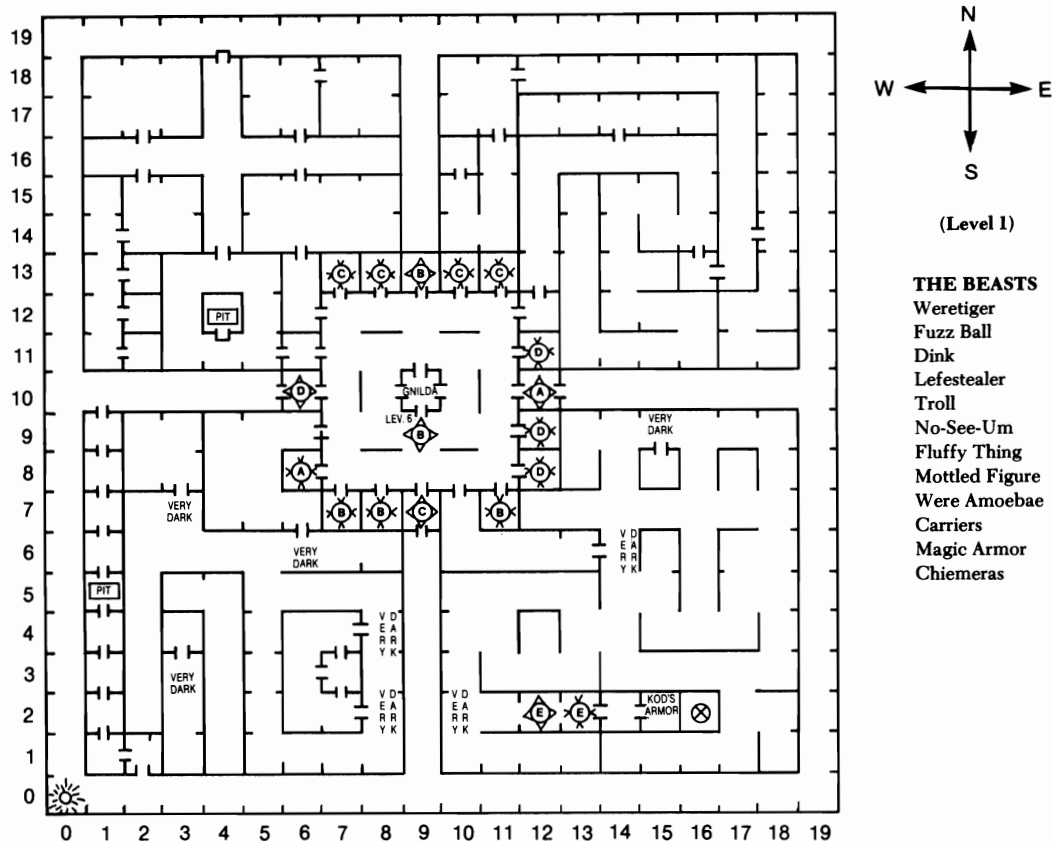 N
W E
S
(Level 1)
THE BEASTS
Weretiger
Fuzz Ball
Dink
Lefestealer
Troll
No-See-Um
Fluffy Thing
Mottled Figure
Were Amoebae
Carriers
Magic Armor
Chiemeras
19
18
17
16
15
14
13 C C B C C
12 PIT
11 D
10 D GNILDA A
9 LEV. 6 B D VERY DARK
8 A D
7 VERY DARK B B C B
6 VERY DARK VERY DARK
5 PIT
4 VERY DARK
3 VERY DARK
2 VERY DARK VERY DARK E E KOD'S ARMOR
1
0
0 1 2 3 4 5 6 7 8 9 10 11 12 13 14 15 16 17 18 19